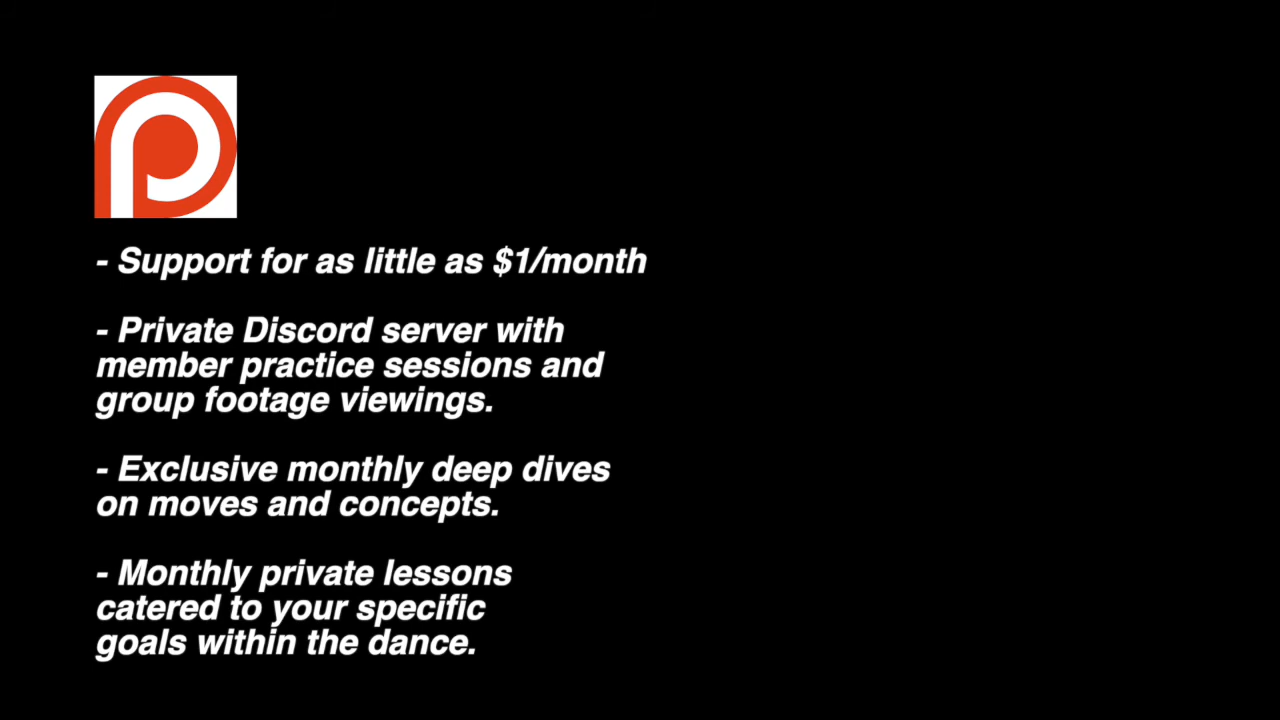 - Support for as little as $1/month
- Private Discord server with
member practice sessions and
group footage viewings.
- Exclusive monthly deep dives
on moves and concepts.
- Monthly private lessons
catered to your specific
goals within the dance.